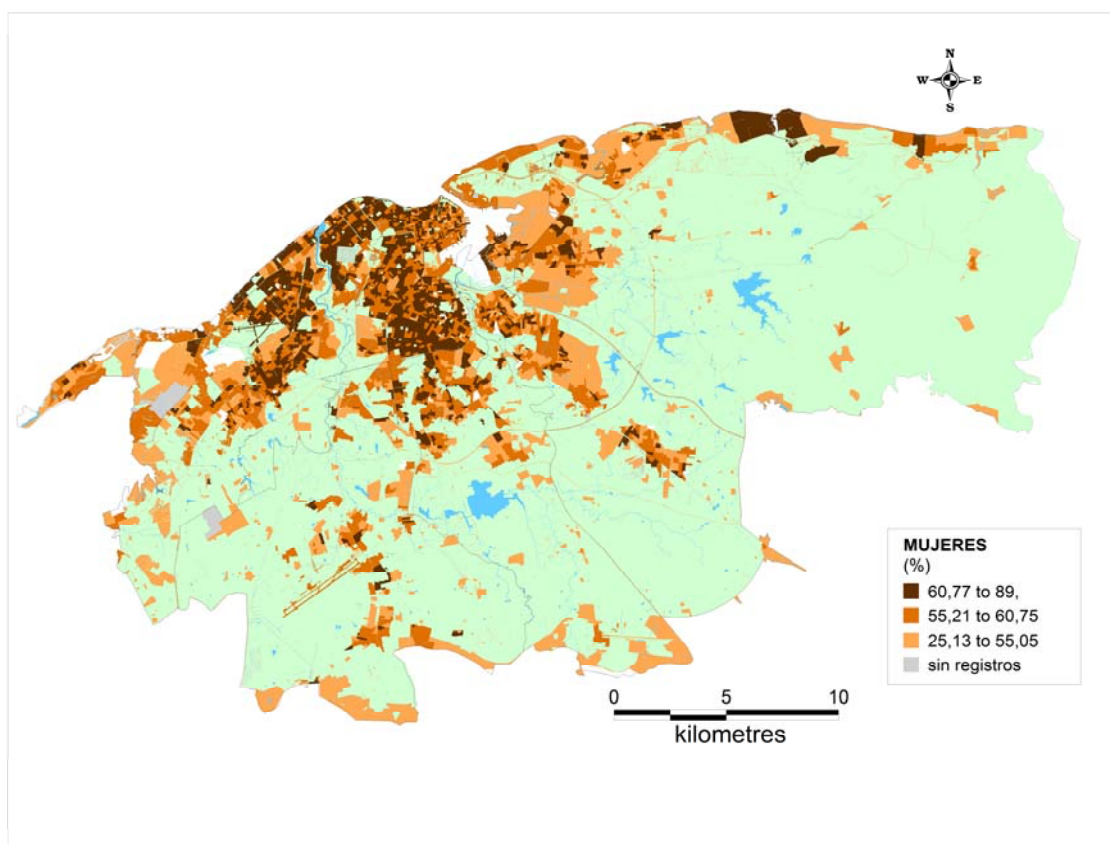 N
W E
S
MUJERES
(%)
60,77 to 89,
55,21 to 60,75
25,13 to 55,05
sin registros
0 5 10
kilometres